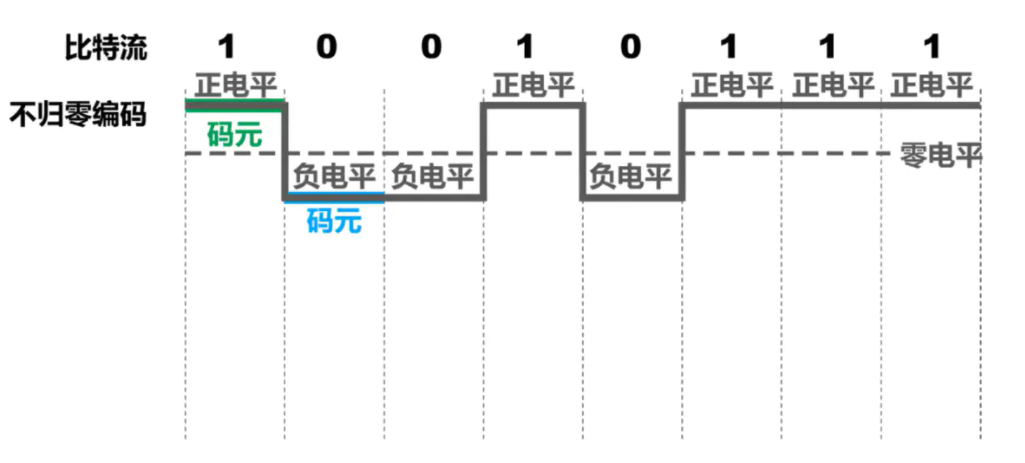 比特流 1 0 0 1 0 1 1 1
正电平 正电平 正电平 正电平 正电平
不归零编码
码元
零电平
负电平 负电平 负电平
码元